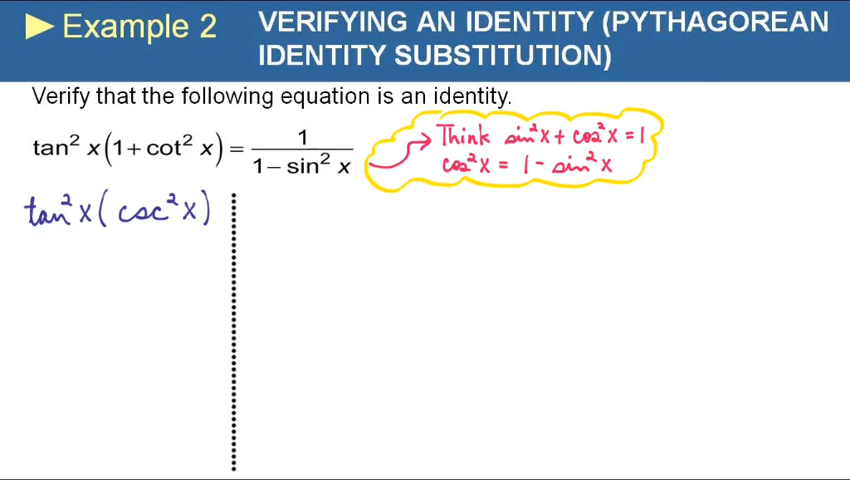 ► Example 2
VERIFYING AN IDENTITY (PYTHAGOREAN
IDENTITY SUBSTITUTION)
Verify that the following equation is an identity.
tan² x(1 + cot² x) = 1 / (1 − sin² x)
Think sin²x + cos²x = 1
cos²x = 1 - sin²x
tan²x( csc²x)